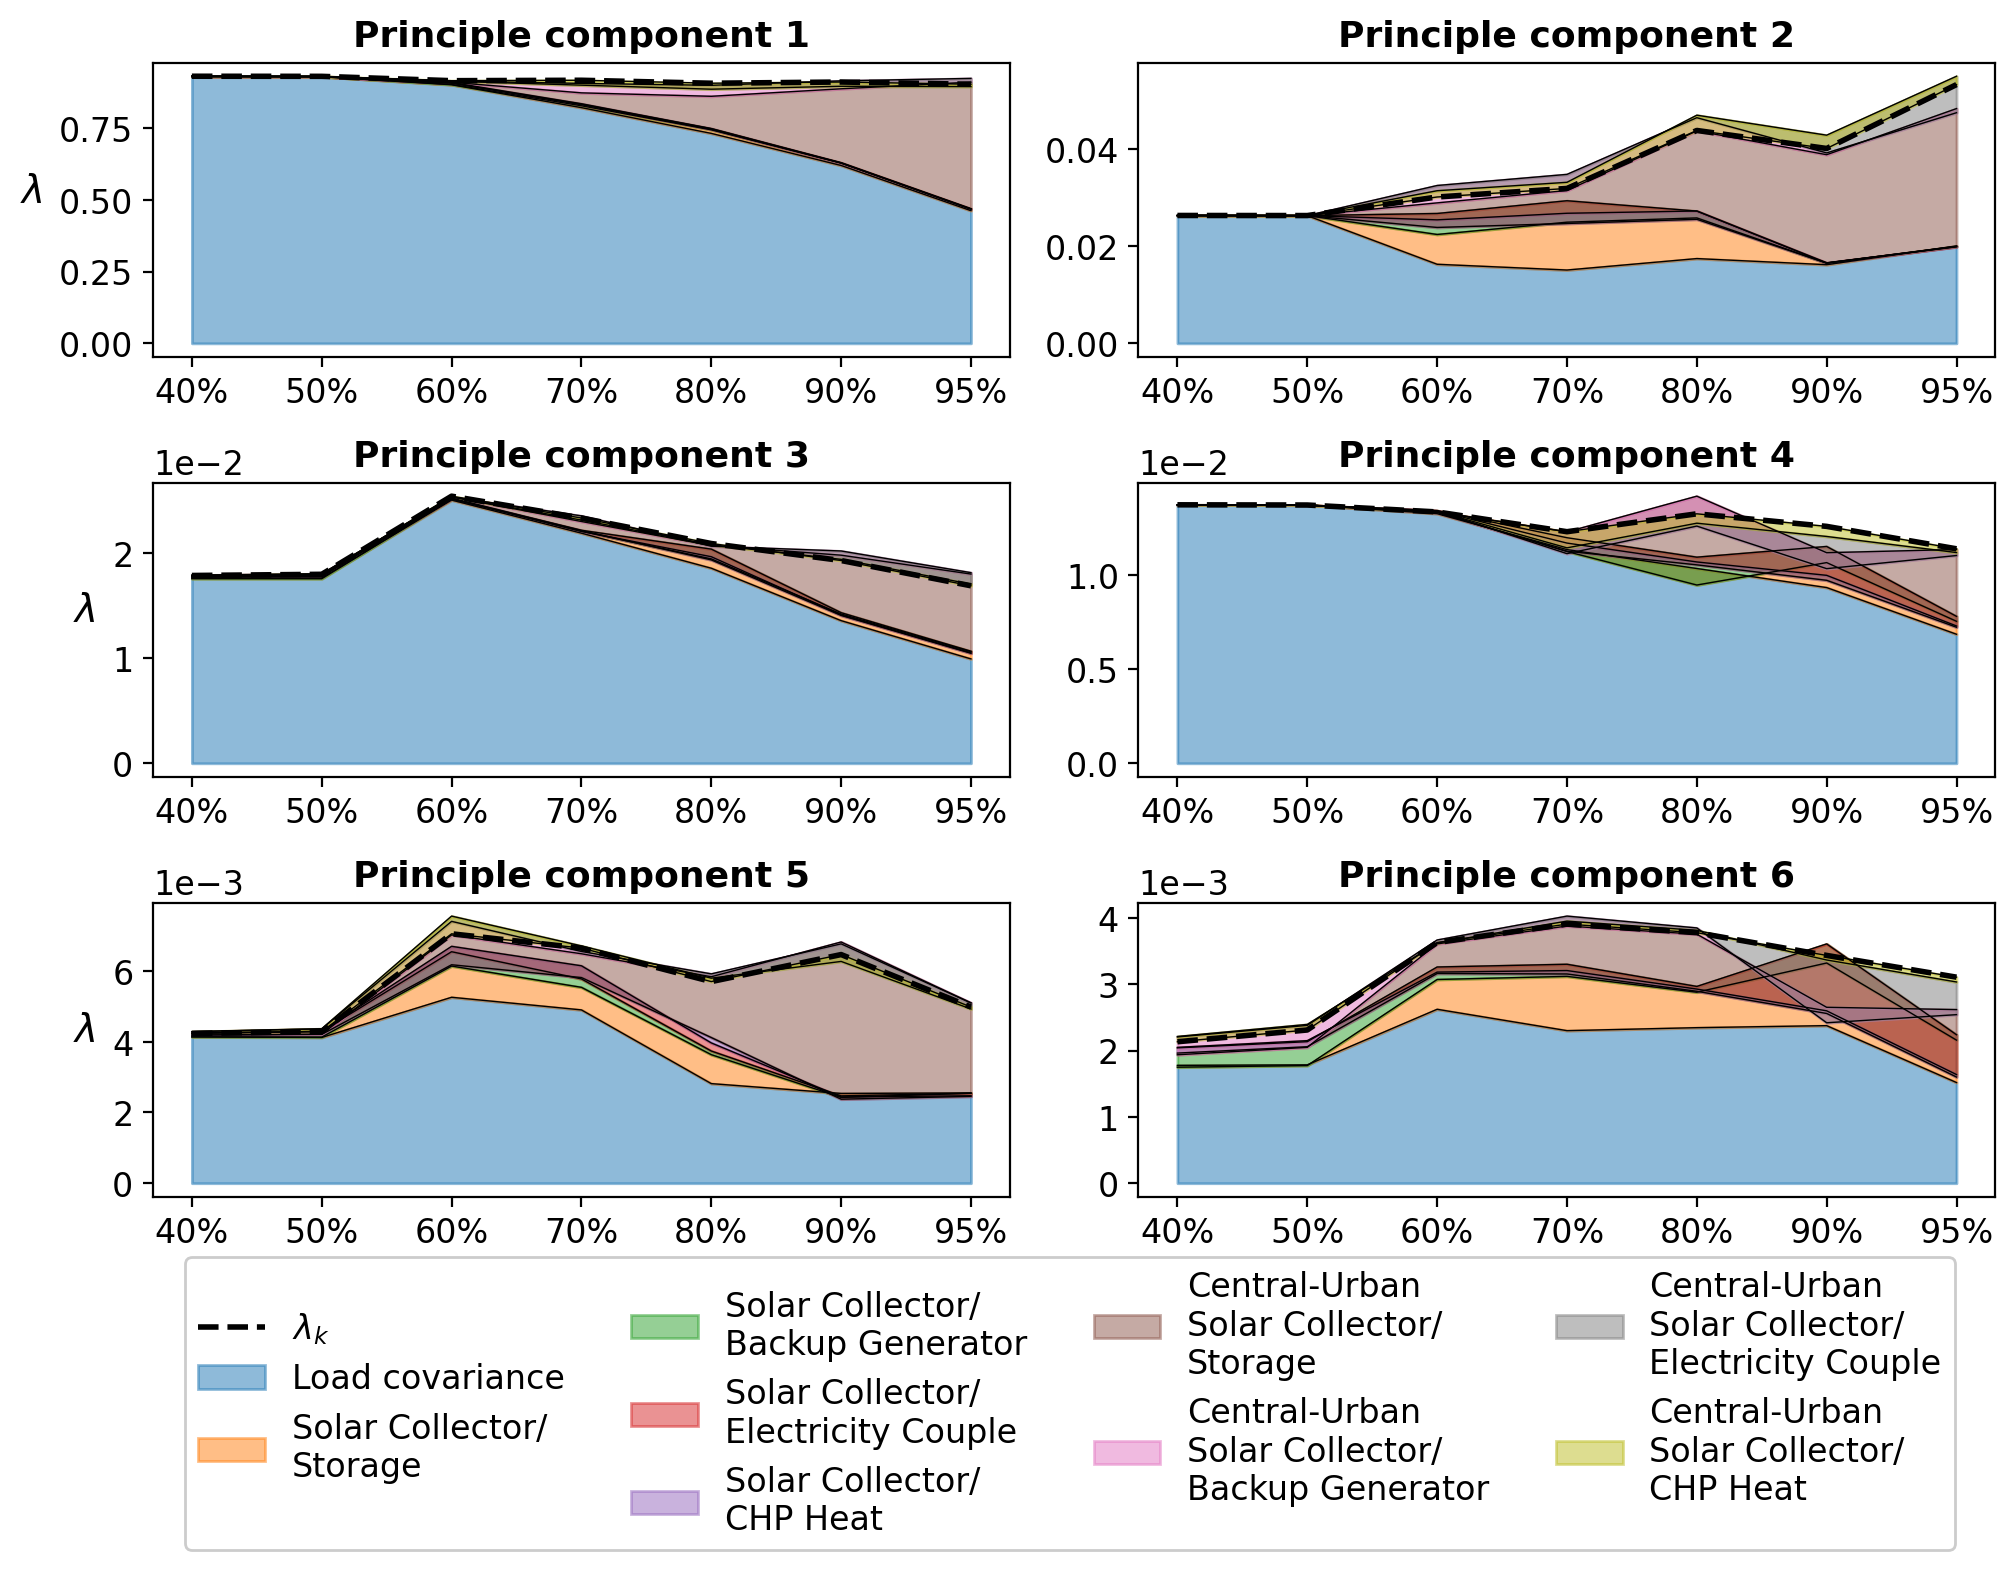 Principle component 1
λ
0.75
0.50
0.25
0.00
40% 50% 60% 70% 80% 90% 95%
Principle component 2
0.04
0.02
0.00
40% 50% 60% 70% 80% 90% 95%
Principle component 3
1e−2
λ
2
1
0
40% 50% 60% 70% 80% 90% 95%
Principle component 4
1e−2
1.0
0.5
0.0
40% 50% 60% 70% 80% 90% 95%
Principle component 5
1e−3
λ
6
4
2
0
40% 50% 60% 70% 80% 90% 95%
Principle component 6
1e−3
4
3
2
1
0
40% 50% 60% 70% 80% 90% 95%
λk
Load covariance
Solar Collector/
Storage
Solar Collector/
Backup Generator
Solar Collector/
Electricity Couple
Solar Collector/
CHP Heat
Central-Urban
Solar Collector/
Storage
Central-Urban
Solar Collector/
Backup Generator
Central-Urban
Solar Collector/
Electricity Couple
Central-Urban
Solar Collector/
CHP Heat